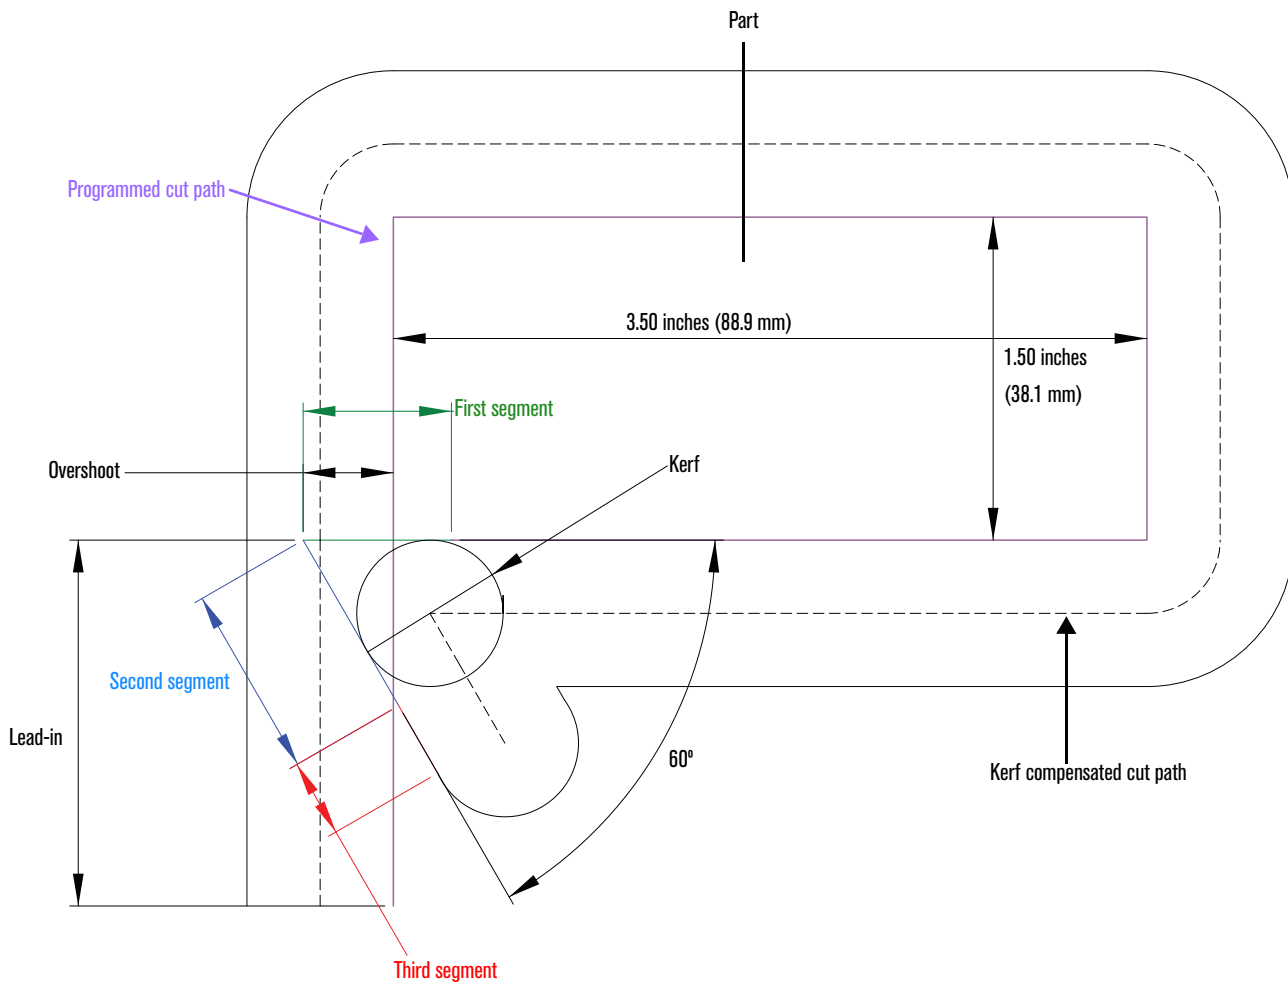 Part
Programmed cut path
3.50 inches (88.9 mm)
1.50 inches
(38.1 mm)
First segment
Overshoot
Kerf
Second segment
Lead-in
60º
Kerf compensated cut path
Third segment